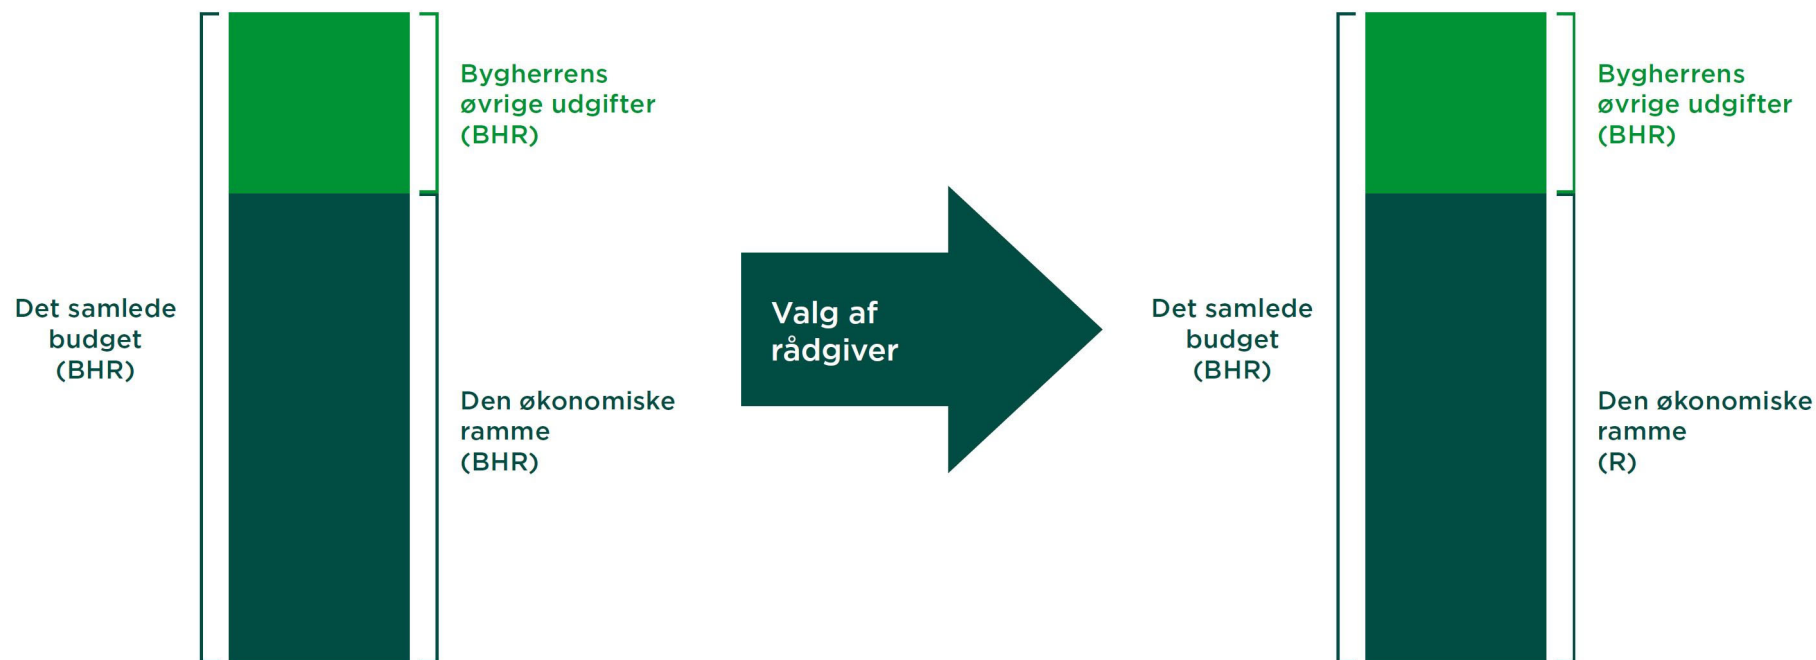 Det samlede
budget
(BHR)
Bygherrens
øvrige udgifter
(BHR)
Den økonomiske
ramme
(BHR)
Valg af
rådgiver
Det samlede
budget
(BHR)
Bygherrens
øvrige udgifter
(BHR)
Den økonomiske
ramme
(R)